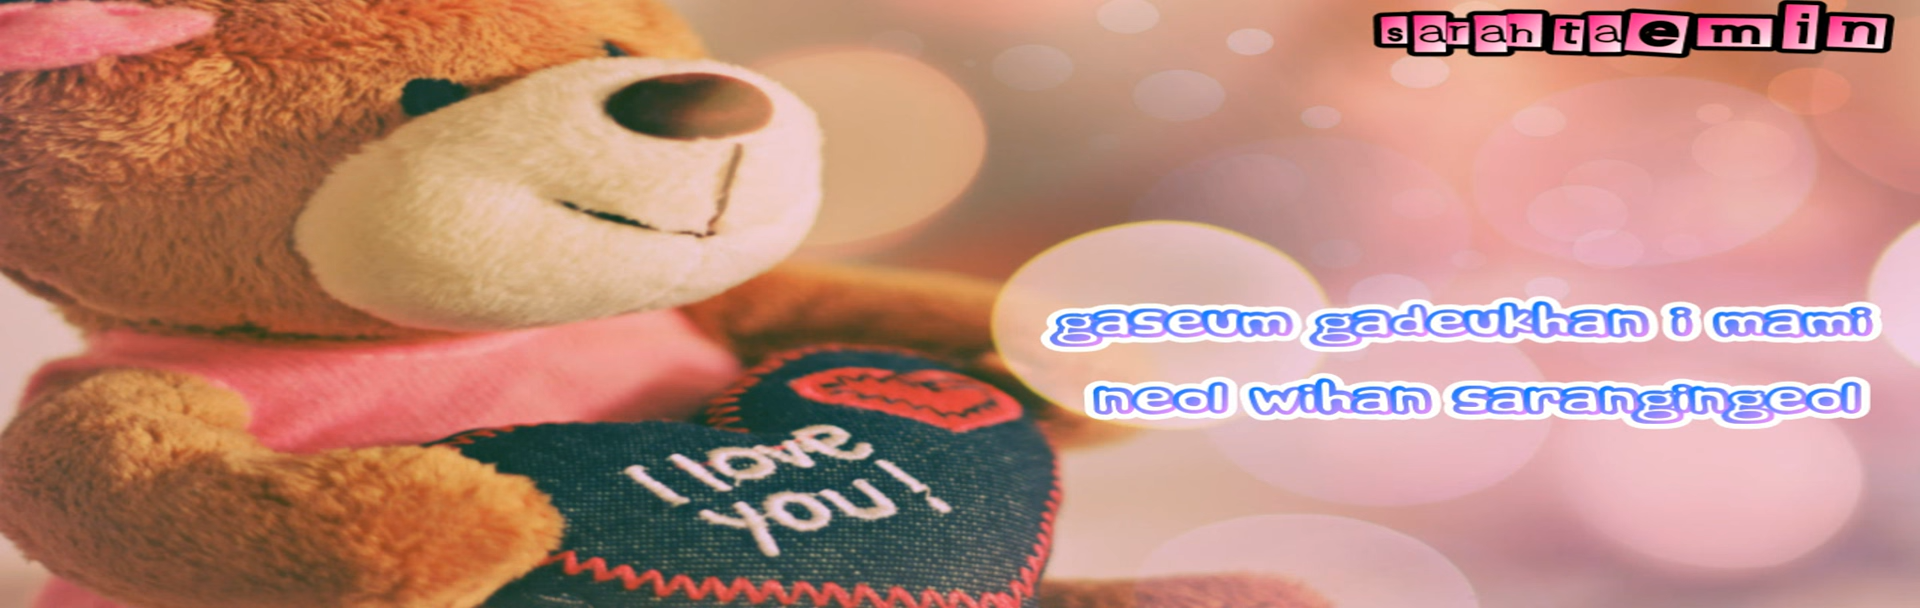 sarah taemin
gaseum gadeukhan i mami
neol wihan sarangingeol
I love
you!